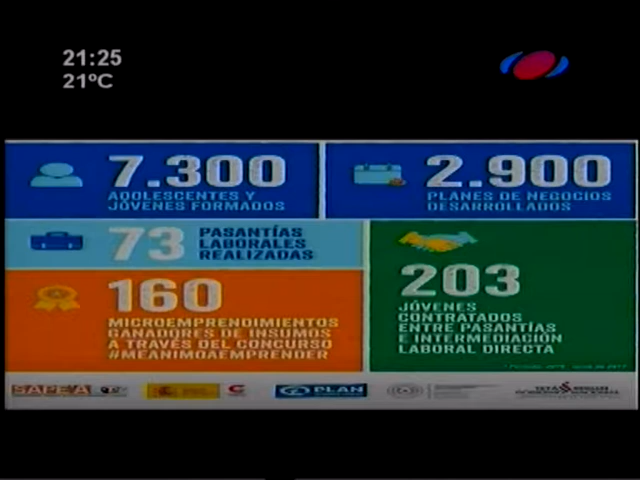 21:25
21ºC
7.300
ADOLESCENTES Y
JÓVENES FORMADOS
2.900
PLANES DE NEGOCIOS
DESARROLLADOS
73
PASANTÍAS
LABORALES
REALIZADAS
160
MICROEMPRENDIMIENTOS
GANADORES DE INSUMOS
A TRAVÉS DEL CONCURSO
#MEANIMOAEMPRENDER
203
JÓVENES
CONTRATADOS
ENTRE PASANTÍAS
E INTERMEDIACIÓN
LABORAL DIRECTA
SAPE'A
PLAN